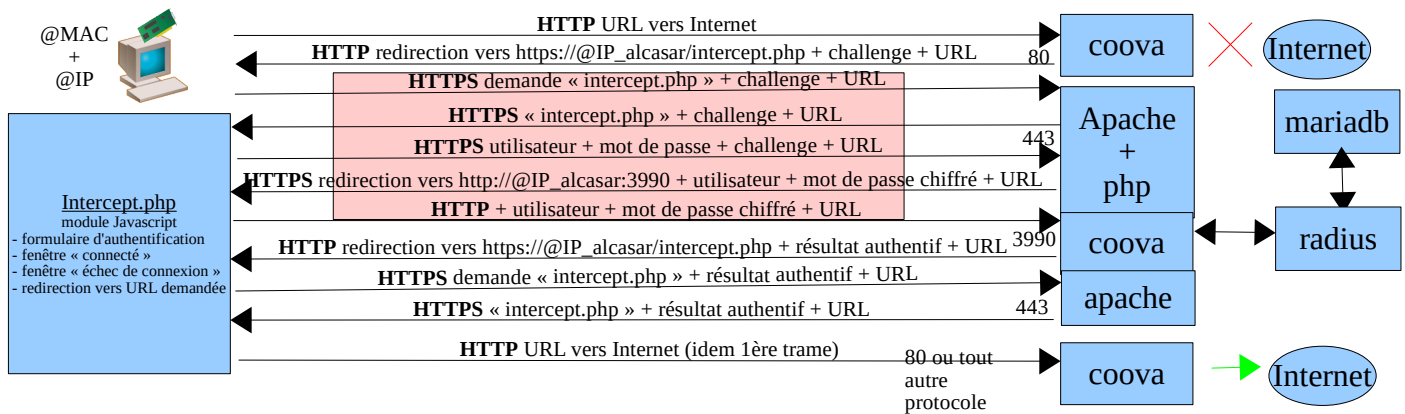 @MAC
+
@IP
HTTP URL vers Internet
coova
Internet
HTTP redirection vers https://@IP_alcasar/intercept.php + challenge + URL
80
HTTPS demande « intercept.php » + challenge + URL
HTTPS « intercept.php » + challenge + URL
Apache
+
php
mariadb
443
HTTPS utilisateur + mot de passe + challenge + URL
HTTPS redirection vers http://@IP_alcasar:3990 + utilisateur + mot de passe chiffré + URL
Intercept.php
module Javascript
- formulaire d'authentification
- fenêtre « connecté »
- fenêtre « échec de connexion »
- redirection vers URL demandée
HTTP + utilisateur + mot de passe chiffré + URL
coova
radius
HTTP redirection vers https://@IP_alcasar/intercept.php + résultat authentif + URL
3990
HTTPS demande « intercept.php » + résultat authentif + URL
apache
HTTPS « intercept.php » + résultat authentif + URL
443
HTTP URL vers Internet (idem 1ère trame)
80 ou tout
autre
protocole
coova
Internet